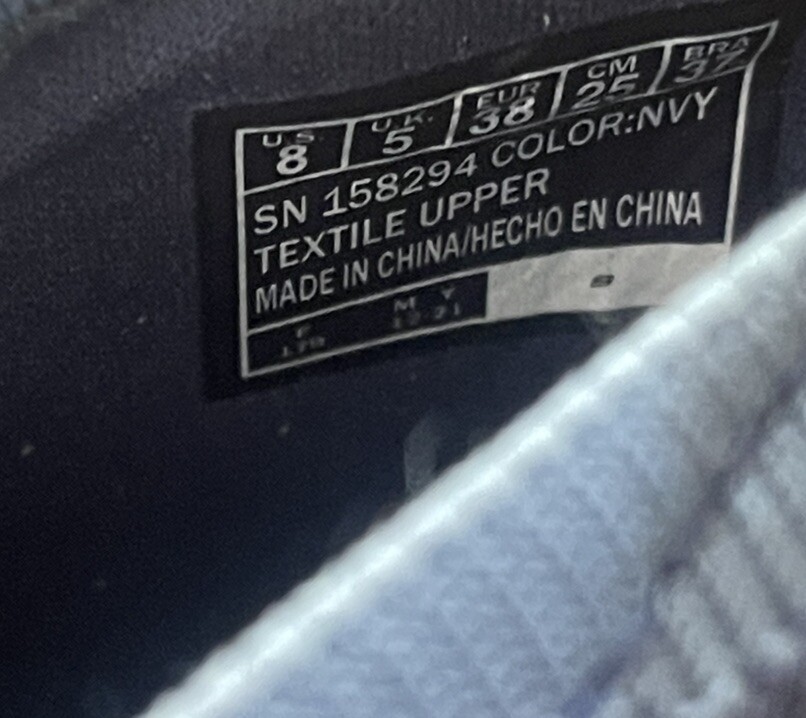 U.S. U.K. EUR CM BRA
8 5 38 25 37
SN 158294 COLOR:NVY
TEXTILE UPPER
MADE IN CHINA/HECHO EN CHINA
F M Y